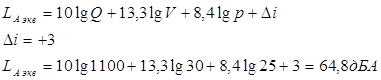 L_{A экв} = 10 lg Q + 13,3 lg V + 8,4 lg p + Δi
Δi = +3
L_{A экв} = 10 lg 1100 + 13,3 lg 30 + 8,4 lg 25 + 3 = 64,8 дБА